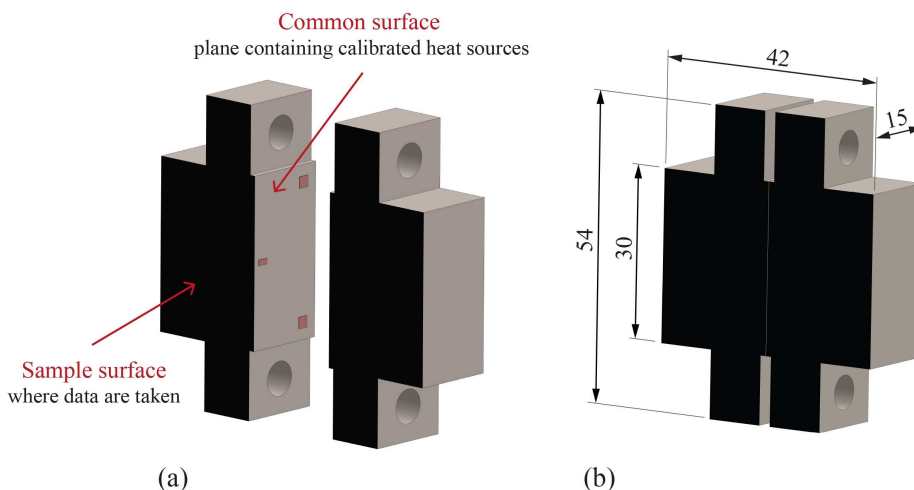 Common surface
plane containing calibrated heat sources
Sample surface
where data are taken
(a)
42
15
54
30
(b)